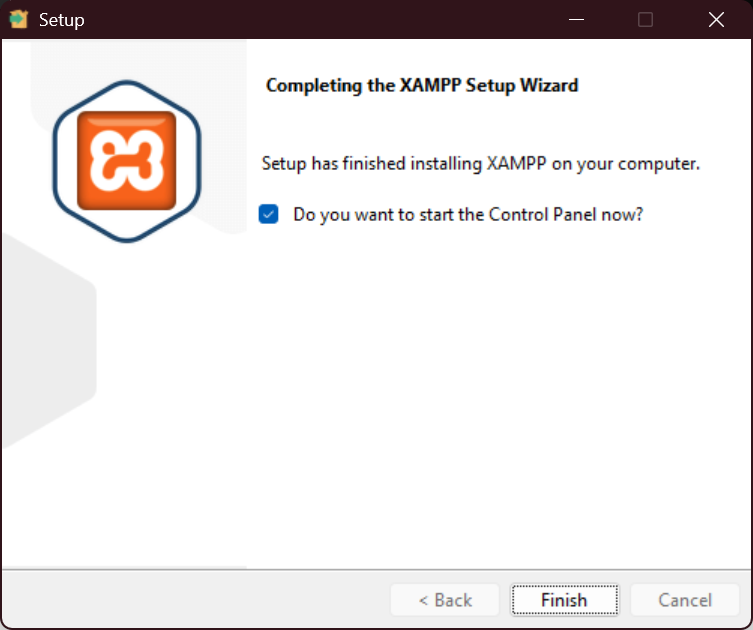 Setup
Completing the XAMPP Setup Wizard
Setup has finished installing XAMPP on your computer.
Do you want to start the Control Panel now?
< Back
Finish
Cancel